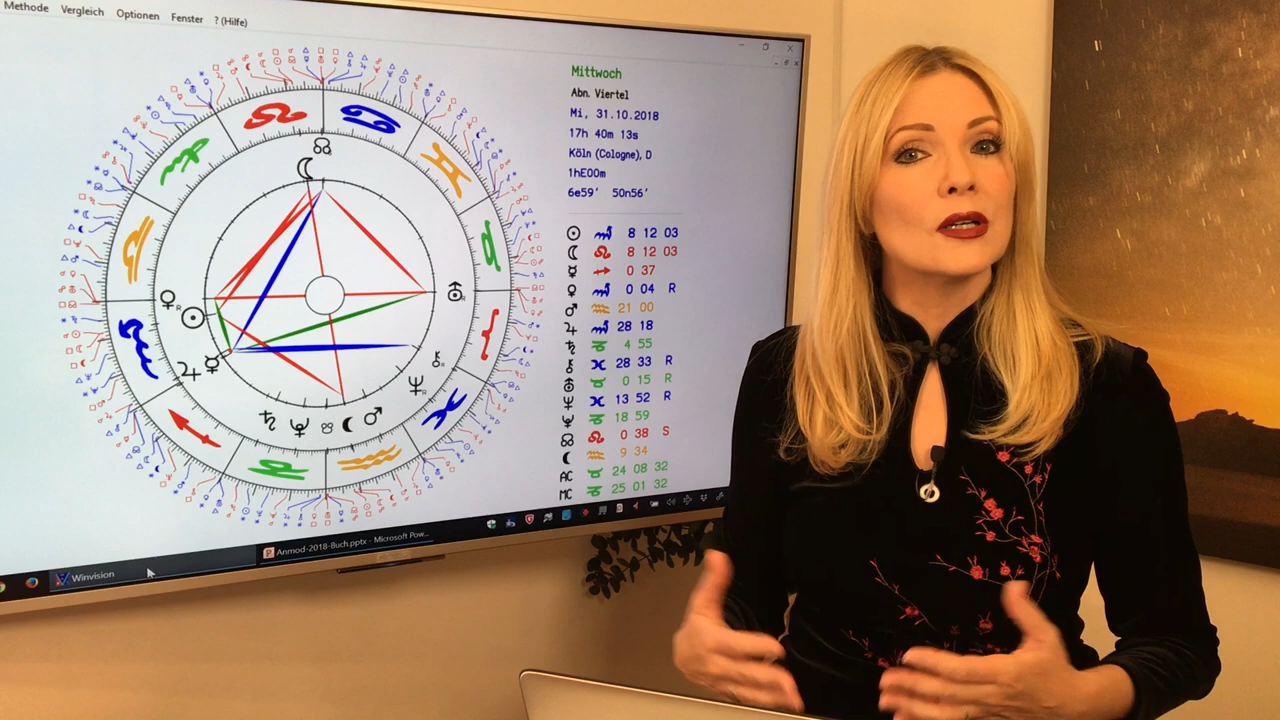 Methode Vergleich Optionen Fenster ? (Hilfe)
Mittwoch
Abn. Viertel
Mi, 31.10.2018
17h 40m 13s
Köln (Cologne), D
1hE00m
6e59' 50n56'
☉ ♏ 8 12 03
☾ ♌ 8 12 03
☿ ♐ 0 37
♀ ♏ 0 04 R
♂ ♒ 21 00
♃ ♏ 28 18
♄ ♑ 4 55
⚷ ♓ 28 33 R
⛢ ♉ 0 15 R
♆ ♓ 13 52 R
♑ 18 59
☊ ♌ 0 38 S
♒ 9 34
AC ♉ 24 08 32
MC ♑ 25 01 32
Anmod-2018-Buch.pptx - Microsoft Pow...
Winvision